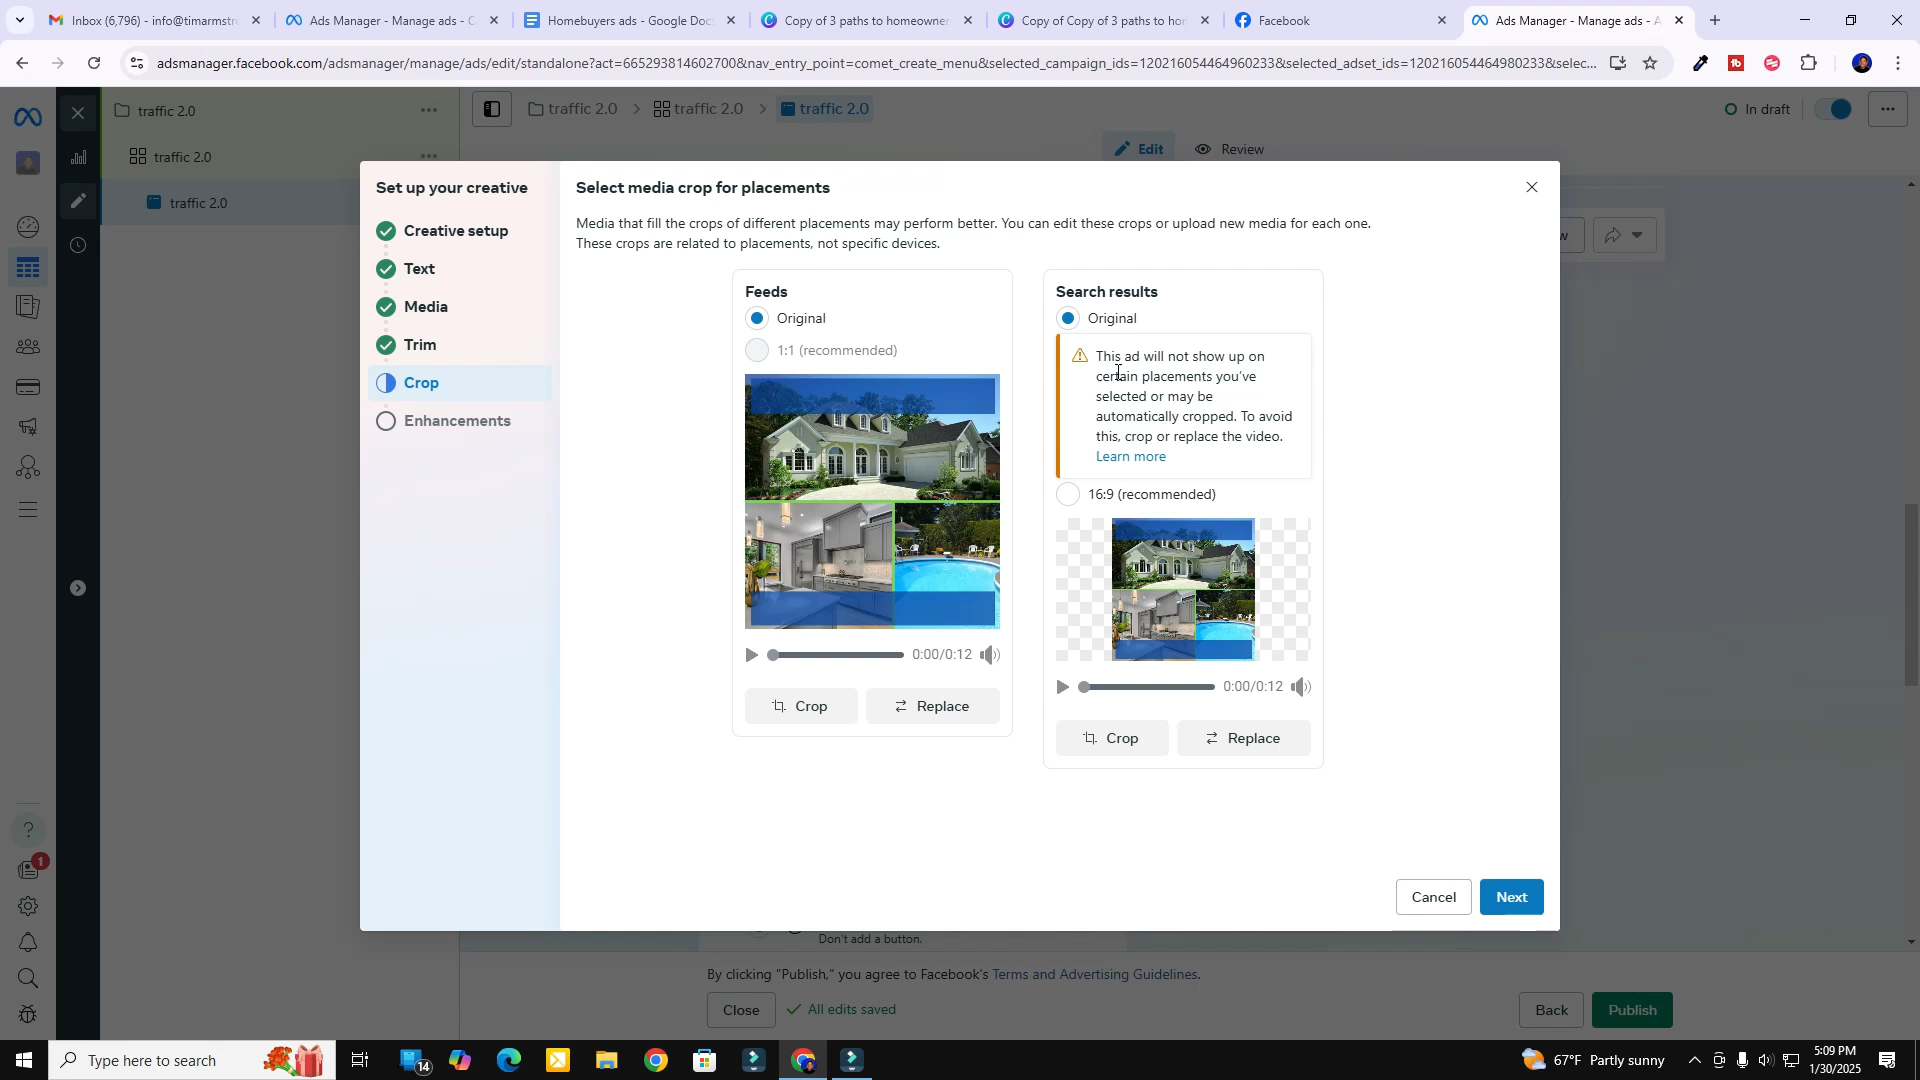 Inbox (6,796) - info@timarmstr
Ads Manager - Manage ads - C
Homebuyers ads - Google Doc
Copy of 3 paths to homeowner
Copy of Copy of 3 paths to hom
Facebook
Ads Manager - Manage ads - A
adsmanager.facebook.com/adsmanager/manage/ads/edit/standalone?act=665293814602700&nav_entry_point=comet_create_menu&selected_campaign_ids=120216054464960233&selected_adset_ids=120216054464980233&selec...
traffic 2.0
traffic 2.0
traffic 2.0
traffic 2.0
traffic 2.0
traffic 2.0
In draft
Edit
Review
Set up your creative
Creative setup
Text
Media
Trim
Crop
Enhancements
Select media crop for placements
Media that fill the crops of different placements may perform better. You can edit these crops or upload new media for each one.
These crops are related to placements, not specific devices.
Feeds
Original
1:1 (recommended)
0:00/0:12
Crop
Replace
Search results
Original
This ad will not show up on
certain placements you've
selected or may be
automatically cropped. To avoid
this, crop or replace the video.
Learn more
16:9 (recommended)
0:00/0:12
Crop
Replace
Cancel
Next
Don't add a button.
By clicking "Publish," you agree to Facebook's Terms and Advertising Guidelines.
Close
All edits saved
Back
Publish
1
Type here to search
14
67°F Partly sunny
5:09 PM
1/30/2025